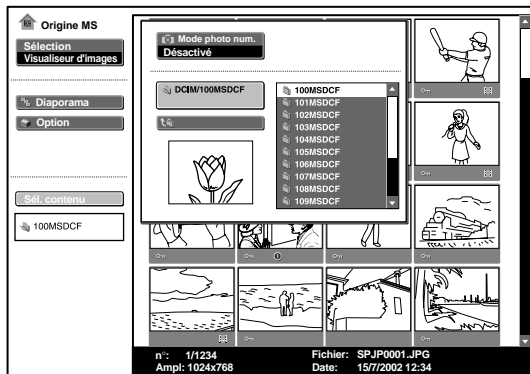 Origine MS
Sélection
Visualiseur d'images
Diaporama
Option
Sél. contenu
100MSDCF
Mode photo num.
Désactivé
DCIM/100MSDCF
100MSDCF
101MSDCF
102MSDCF
103MSDCF
104MSDCF
105MSDCF
106MSDCF
107MSDCF
108MSDCF
109MSDCF
n°: 1/1234
Fichier: SPJP0001.JPG
Ampl: 1024x768
Date: 15/7/2002 12:34